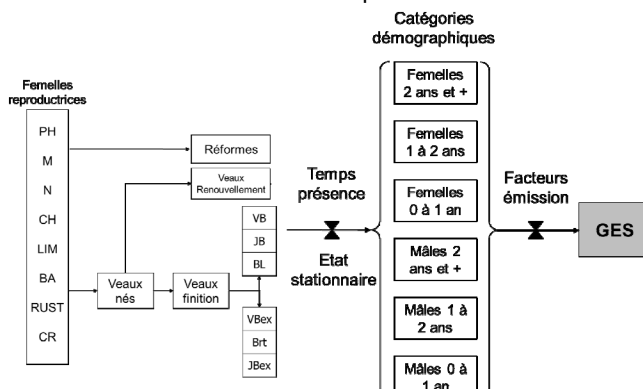 Catégories
démographiques
Femelles
reproductrices
PH
M
N
CH
LIM
BA
RUST
CR
Réformes
Veaux
Renouvellement
Veaux
nés
Veaux
finition
VB
JB
BL
VBex
Brt
JBex
Temps
présence
Etat
stationnaire
Femelles
2 ans et +
Femelles
1 à 2 ans
Femelles
0 à 1 an
Mâles 2
ans et +
Mâles 1 à
2 ans
Mâles 0 à
1 an
Facteurs
émission
GES